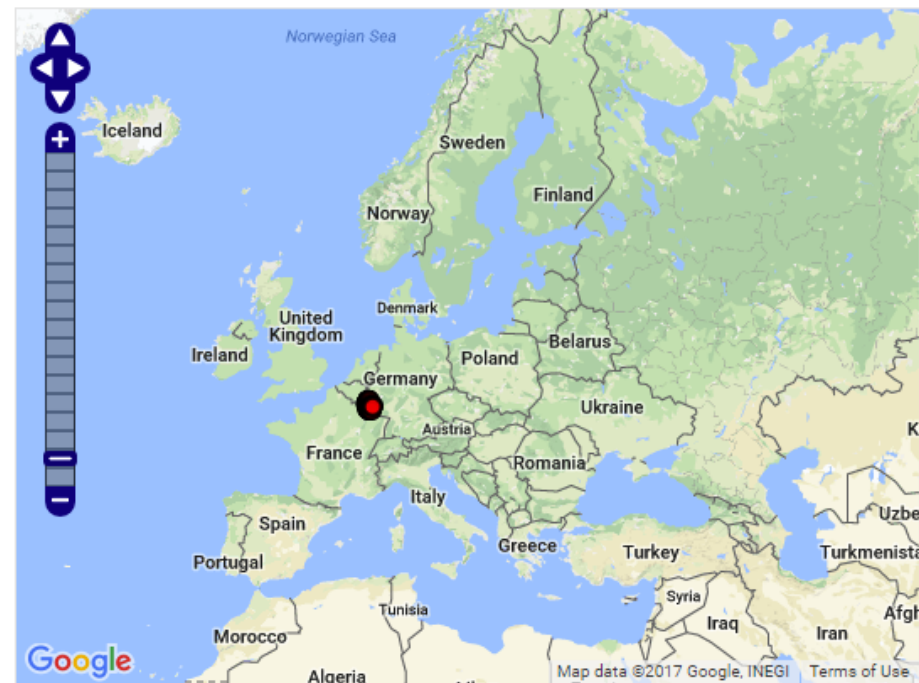 Norwegian Sea
Iceland
Sweden
Finland
Norway
Denmark
United
Kingdom
Ireland
Belarus
Poland
Germany
Ukraine
Austria
France
Romania
Italy
Spain
Uzbe
Greece
Turkey
Turkmenista
Portugal
Syria
Tunisia
Afgh
Iraq
Iran
Morocco
Google
Algeria
Map data ©2017 Google, INEGI
Terms of Use